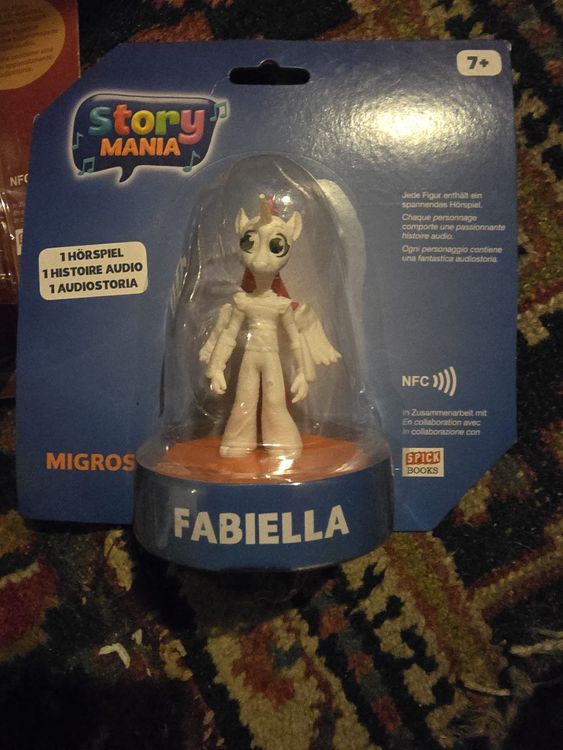 7+
story
MANIA
NFC
1 HÖRSPIEL
1 HISTOIRE AUDIO
1 AUDIOSTORIA
Jede Figur enthält ein
spannendes Hörspiel.
Chaque personnage
comporte une passionnante
histoire audio.
Ogni personaggio contiene
una fantastica audiostoria.
NFC
In Zusammenarbeit mit
En collaboration avec
In collaborazione con
SPICK
BOOKS
MIGROS
FABIELLA